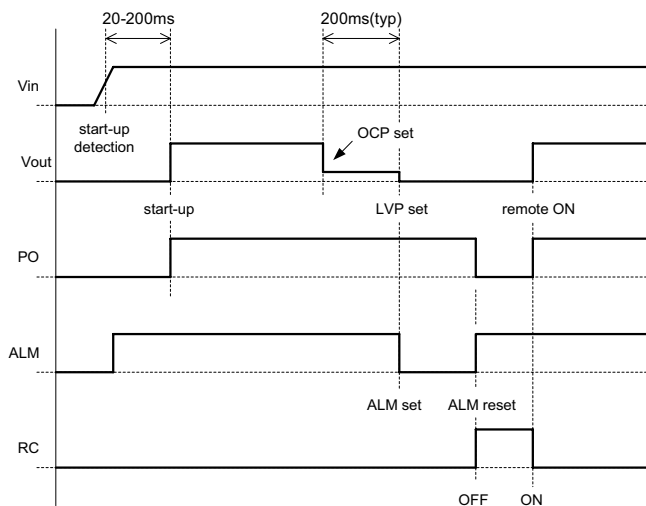 20-200ms
200ms(typ)
Vin
start-up
detection
OCP set
Vout
start-up
LVP set
remote ON
PO
ALM
ALM set
ALM reset
RC
OFF
ON